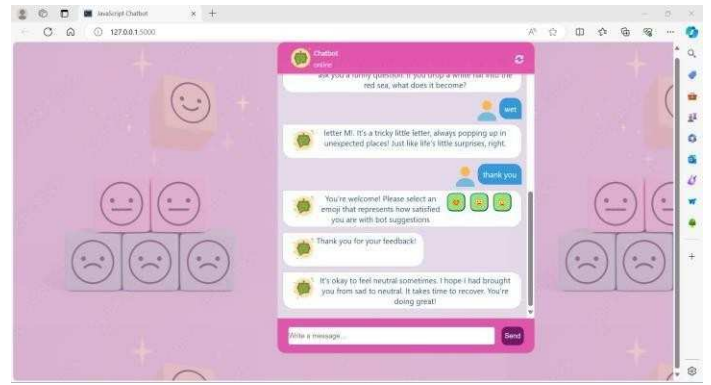 JavaScript Chatbot
127.0.0.1:5000
Chatbot
online
ask you a funny question: If you drop a white hat into the
red sea, what does it become?
wet
letter M!. It's a tricky little letter, always popping up in
unexpected places! Just like life's little surprises, right.
thank you
You're welcome! Please select an
emoji that represents how satisfied
you are with bot suggestions
Thank you for your feedback!
It's okay to feel neutral sometimes. I hope i had brought
you from sad to neutral. It takes time to recover. You're
doing great!
Write a message...
Send